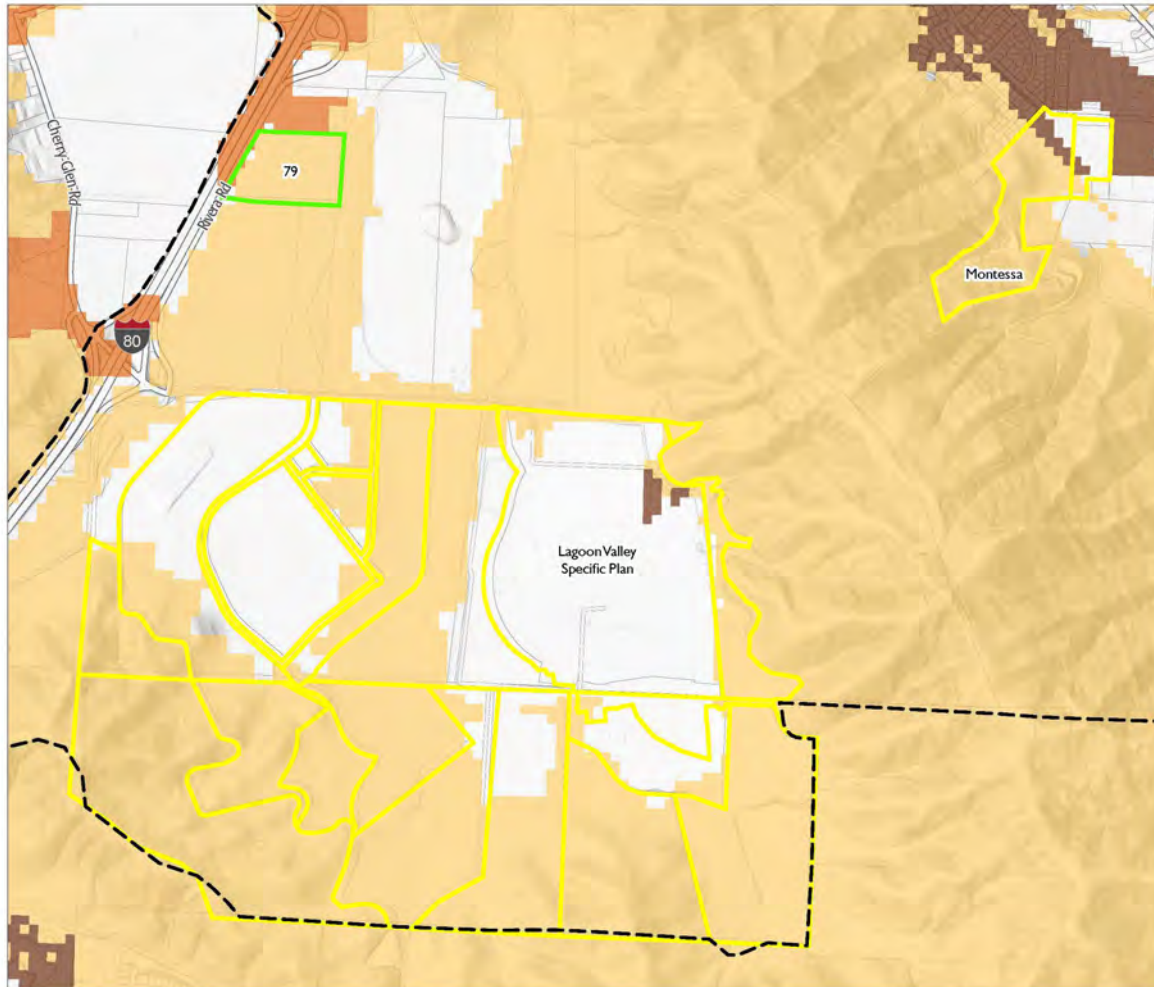 Cherry-Glen-Rd
79
Rivera-Rd
80
Montessa
Lagoon Valley
Specific Plan